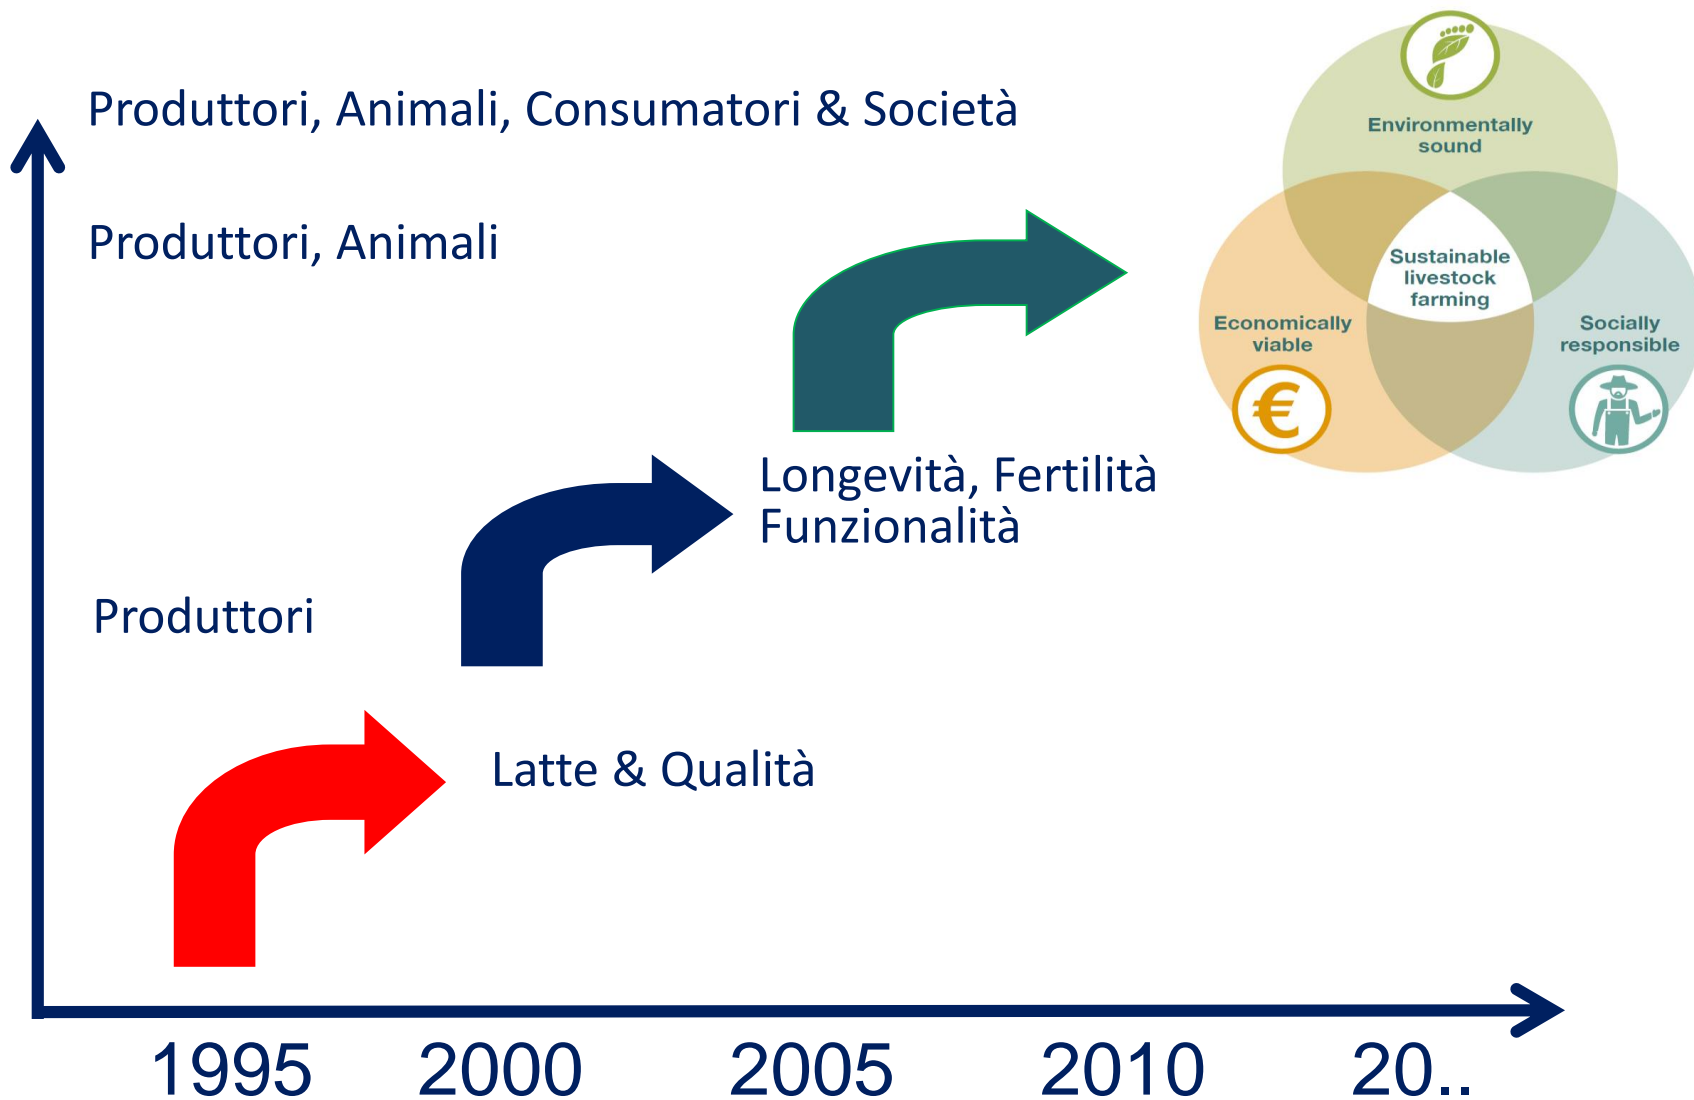 Produttori, Animali, Consumatori & Società
Environmentally
sound
Produttori, Animali
Sustainable
livestock
farming
Economically
viable
Socially
responsible
€
Longevità, Fertilità
Funzionalità
Produttori
Latte & Qualità
1995
2000
2005
2010
20..